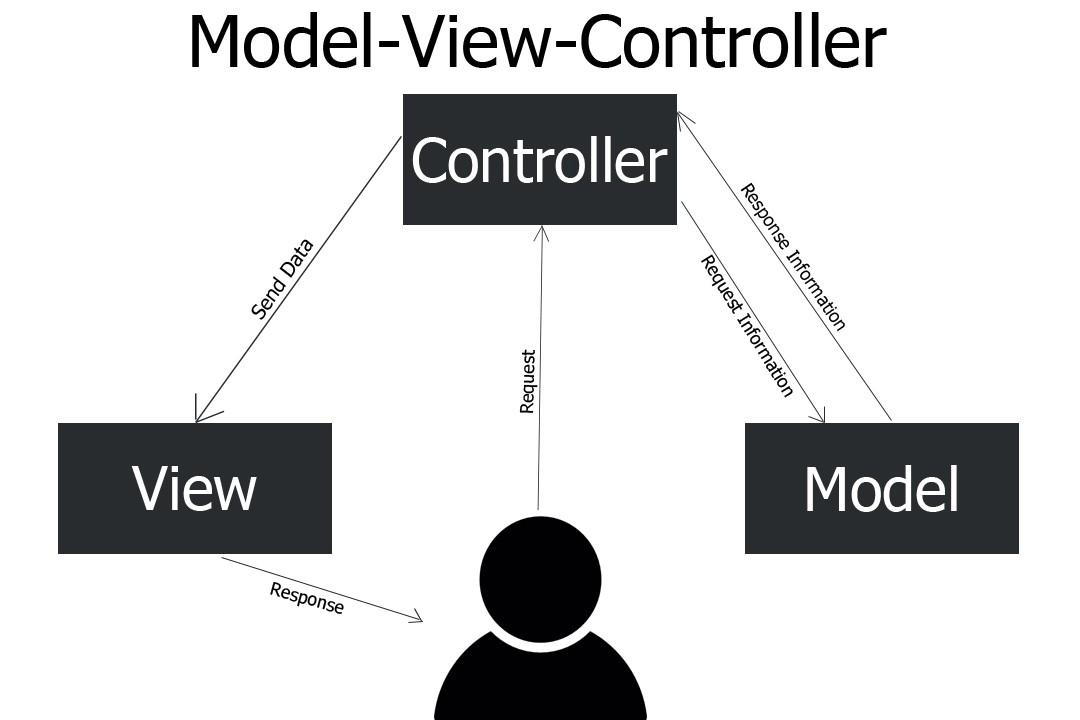 Model-View-Controller
Controller
Send Data
Response Information
Request Information
Request
View
Model
Response